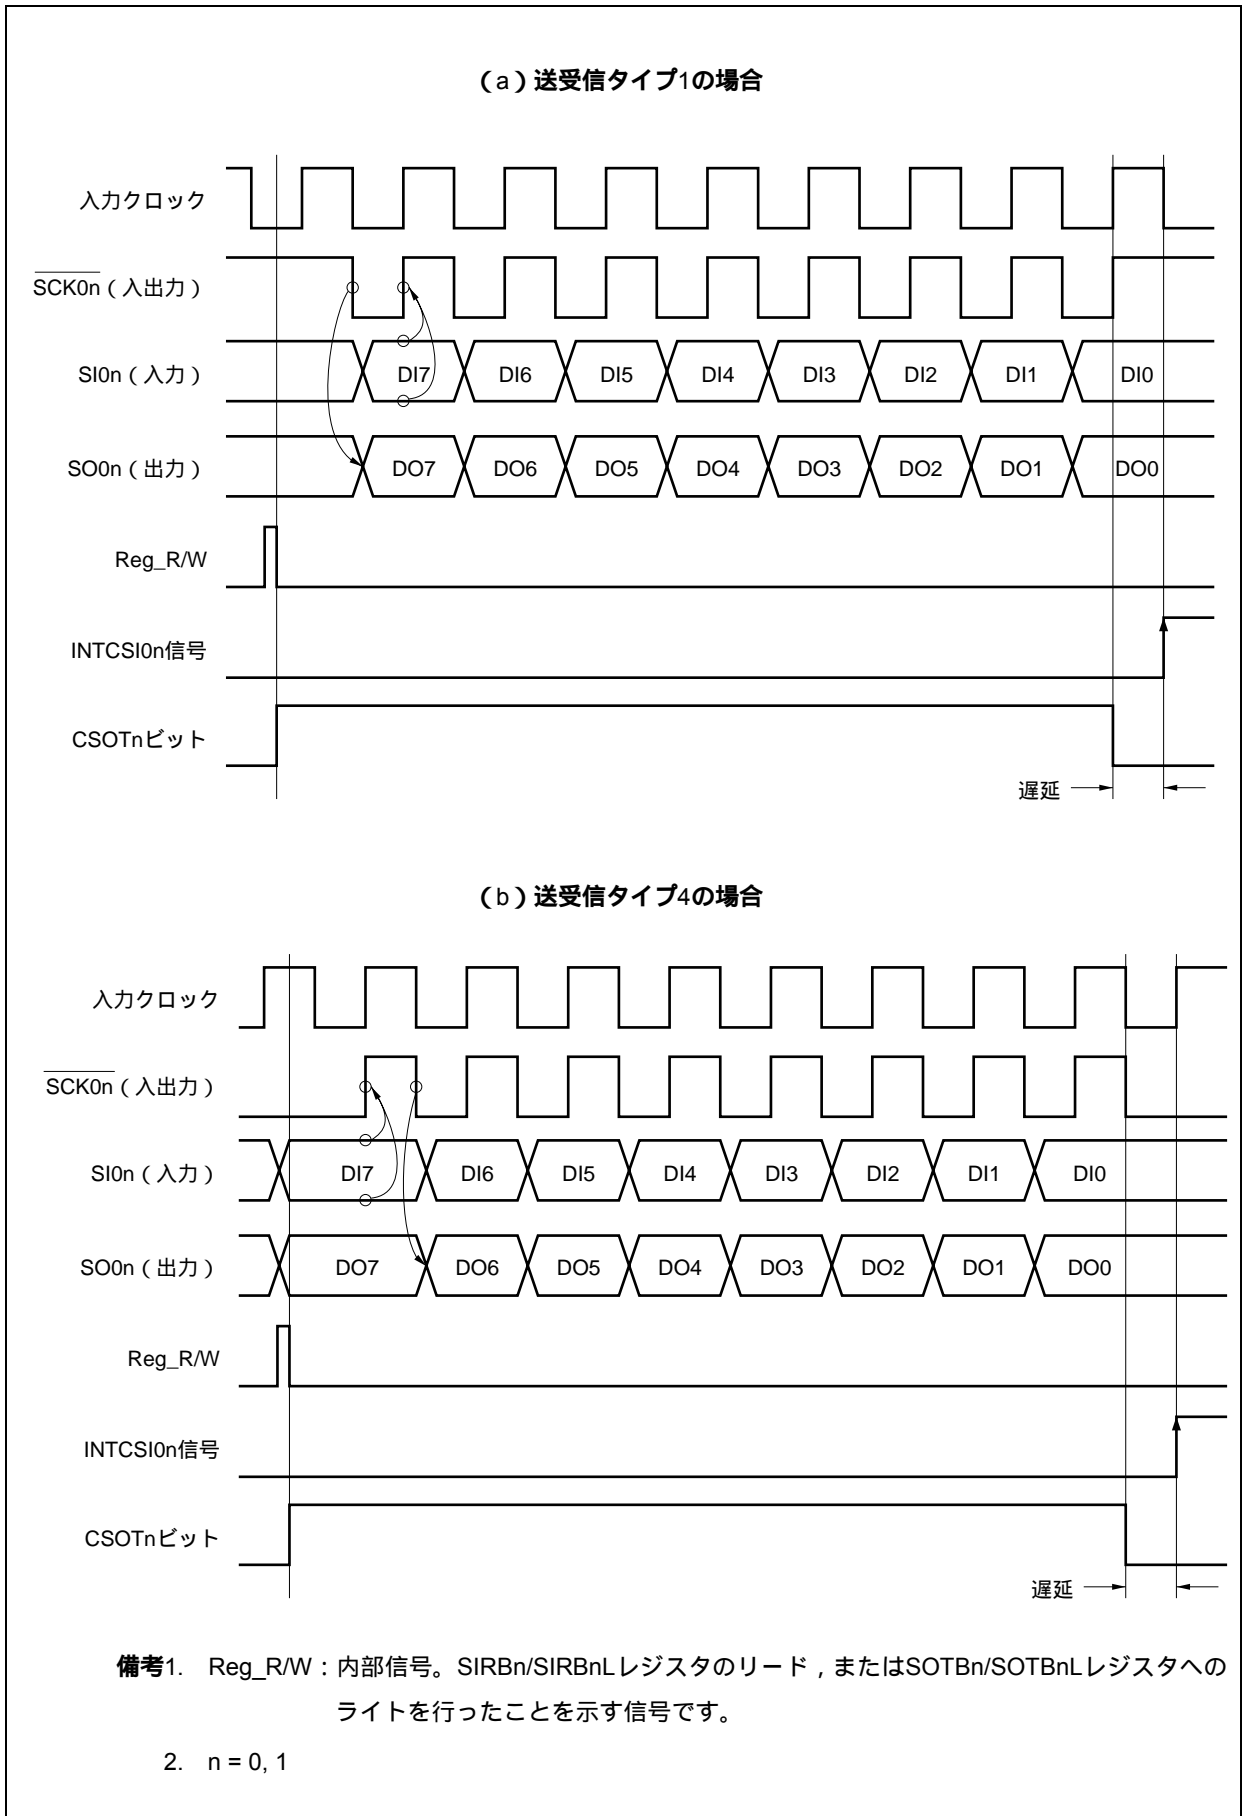 （a）送受信タイプ1の場合
入力クロック
SCK0n（入出力）
SI0n（入力）
DI7 DI6 DI5 DI4 DI3 DI2 DI1 DI0
SO0n（出力）
DO7 DO6 DO5 DO4 DO3 DO2 DO1 DO0
Reg_R/W
INTCSI0n信号
CSOTnビット
遅延
（b）送受信タイプ4の場合
入力クロック
SCK0n（入出力）
SI0n（入力）
DI7 DI6 DI5 DI4 DI3 DI2 DI1 DI0
SO0n（出力）
DO7 DO6 DO5 DO4 DO3 DO2 DO1 DO0
Reg_R/W
INTCSI0n信号
CSOTnビット
遅延
備考1. Reg_R/W：内部信号。SIRBn/SIRBnLレジスタのリード，またはSOTBn/SOTBnLレジスタへの
ライトを行ったことを示す信号です。
2. n = 0, 1